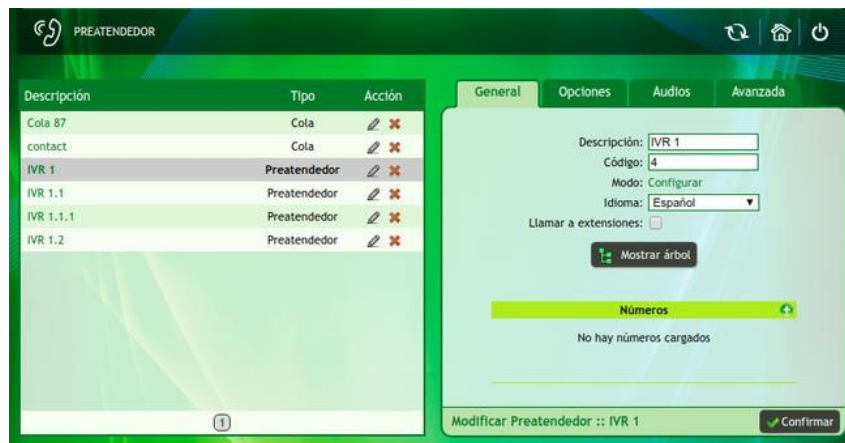 PREATENDEDOR
Descripción Tipo Acción
Cola 87 Cola
contact Cola
IVR 1 Preatendedor
IVR 1.1 Preatendedor
IVR 1.1.1 Preatendedor
IVR 1.2 Preatendedor
1
General Opciones Audios Avanzada
Descripción: IVR 1
Código: 4
Modo: Configurar
Idioma: Español
Llamar a extensiones:
Mostrar árbol
Números
No hay números cargados
Modificar Preatendedor :: IVR 1 Confirmar